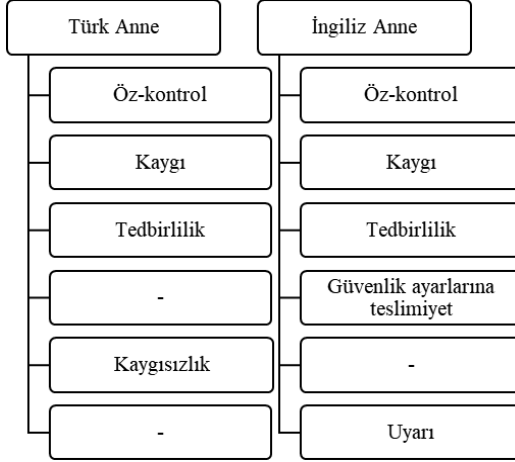 Türk Anne
Öz-kontrol
Kaygı
Tedbirlilik
-
Kaygısızlık
-
İngiliz Anne
Öz-kontrol
Kaygı
Tedbirlilik
Güvenlik ayarlarına
teslimiyet
-
Uyarı